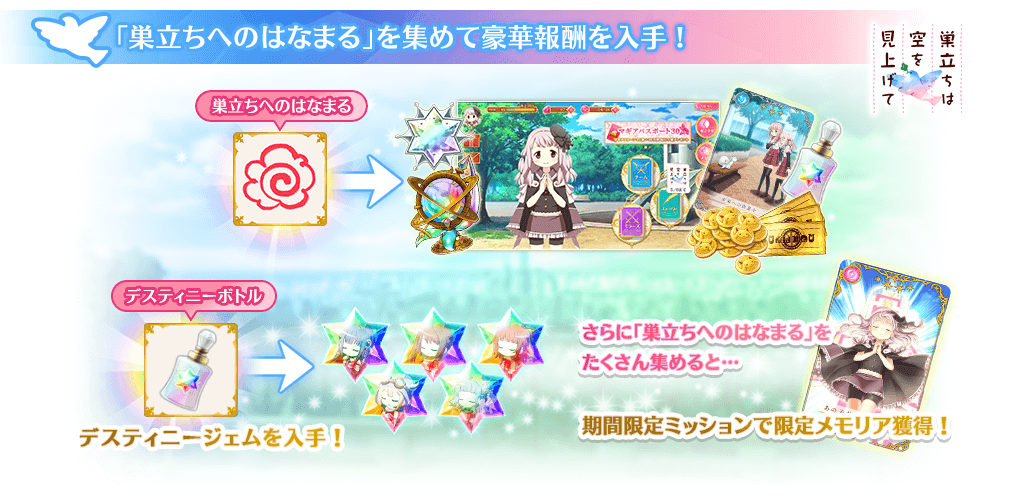 「巣立ちへのはなまる」を集めて豪華報酬を入手！
巣立ちは
空を
見上げて
巣立ちへのはなまる
マギアパスポート30
デスティニーボトル
デスティニージェムを入手！
さらに「巣立ちへのはなまる」を
たくさん集めると…
期間限定ミッションで限定メモリア獲得！